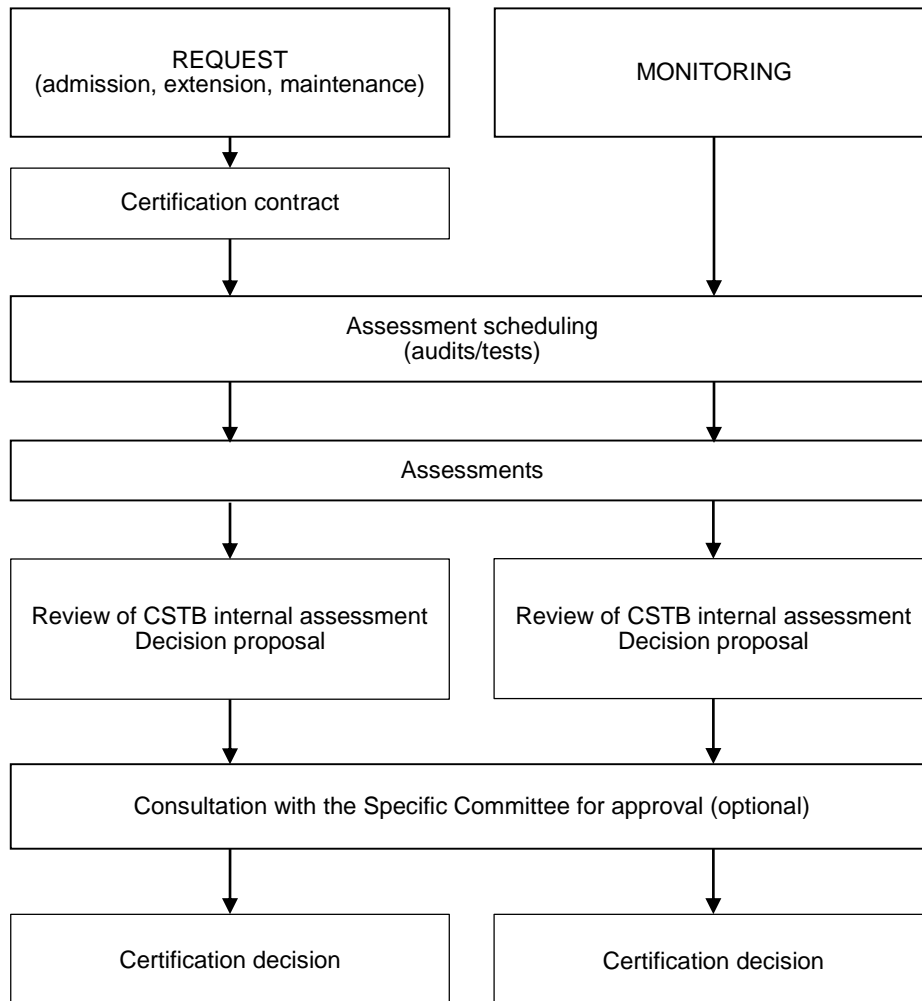 REQUEST
(admission, extension, maintenance)
MONITORING
Certification contract
Assessment scheduling
(audits/tests)
Assessments
Review of CSTB internal assessment
Decision proposal
Review of CSTB internal assessment
Decision proposal
Consultation with the Specific Committee for approval (optional)
Certification decision
Certification decision